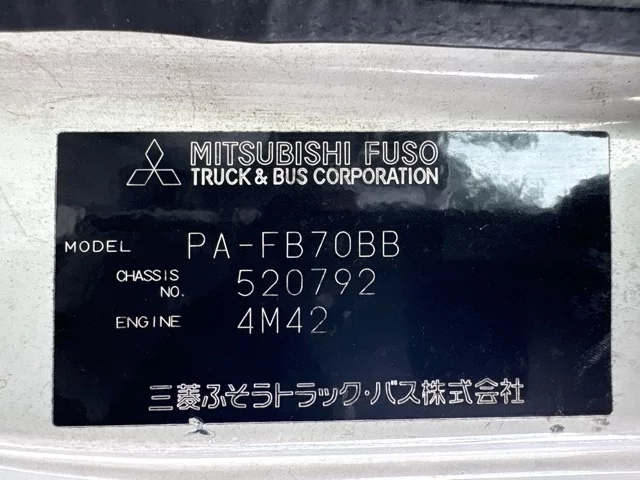 MITSUBISHI FUSO
TRUCK & BUS CORPORATION
MODEL PA-FB70BB
CHASSIS NO. 520792
ENGINE 4M42
三菱ふそうトラック・バス株式会社